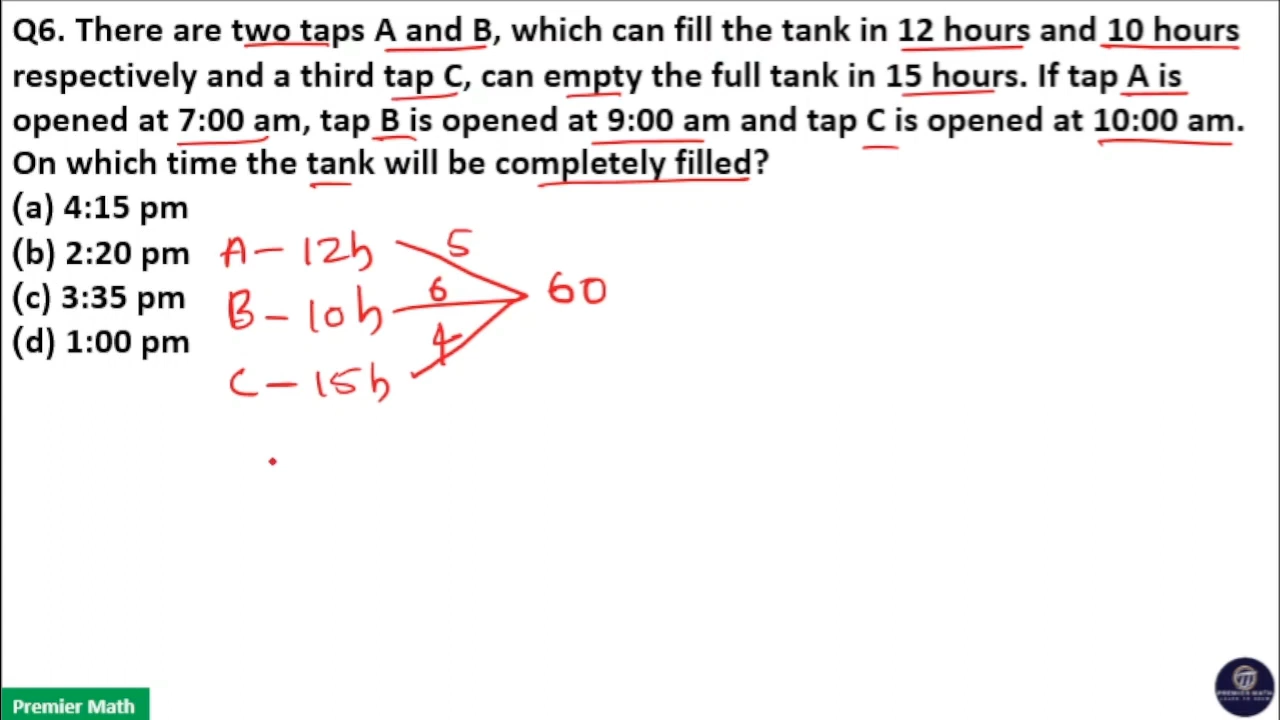 Q6. There are two taps A and B, which can fill the tank in 12 hours and 10 hours
respectively and a third tap C, can empty the full tank in 15 hours. If tap A is
opened at 7:00 am, tap B is opened at 9:00 am and tap C is opened at 10:00 am.
On which time the tank will be completely filled?
(a) 4:15 pm
(b) 2:20 pm
(c) 3:35 pm
(d) 1:00 pm
A - 12h 5
B - 10h 6 60
C - 15h 4
Premier Math
PREMIER MATH